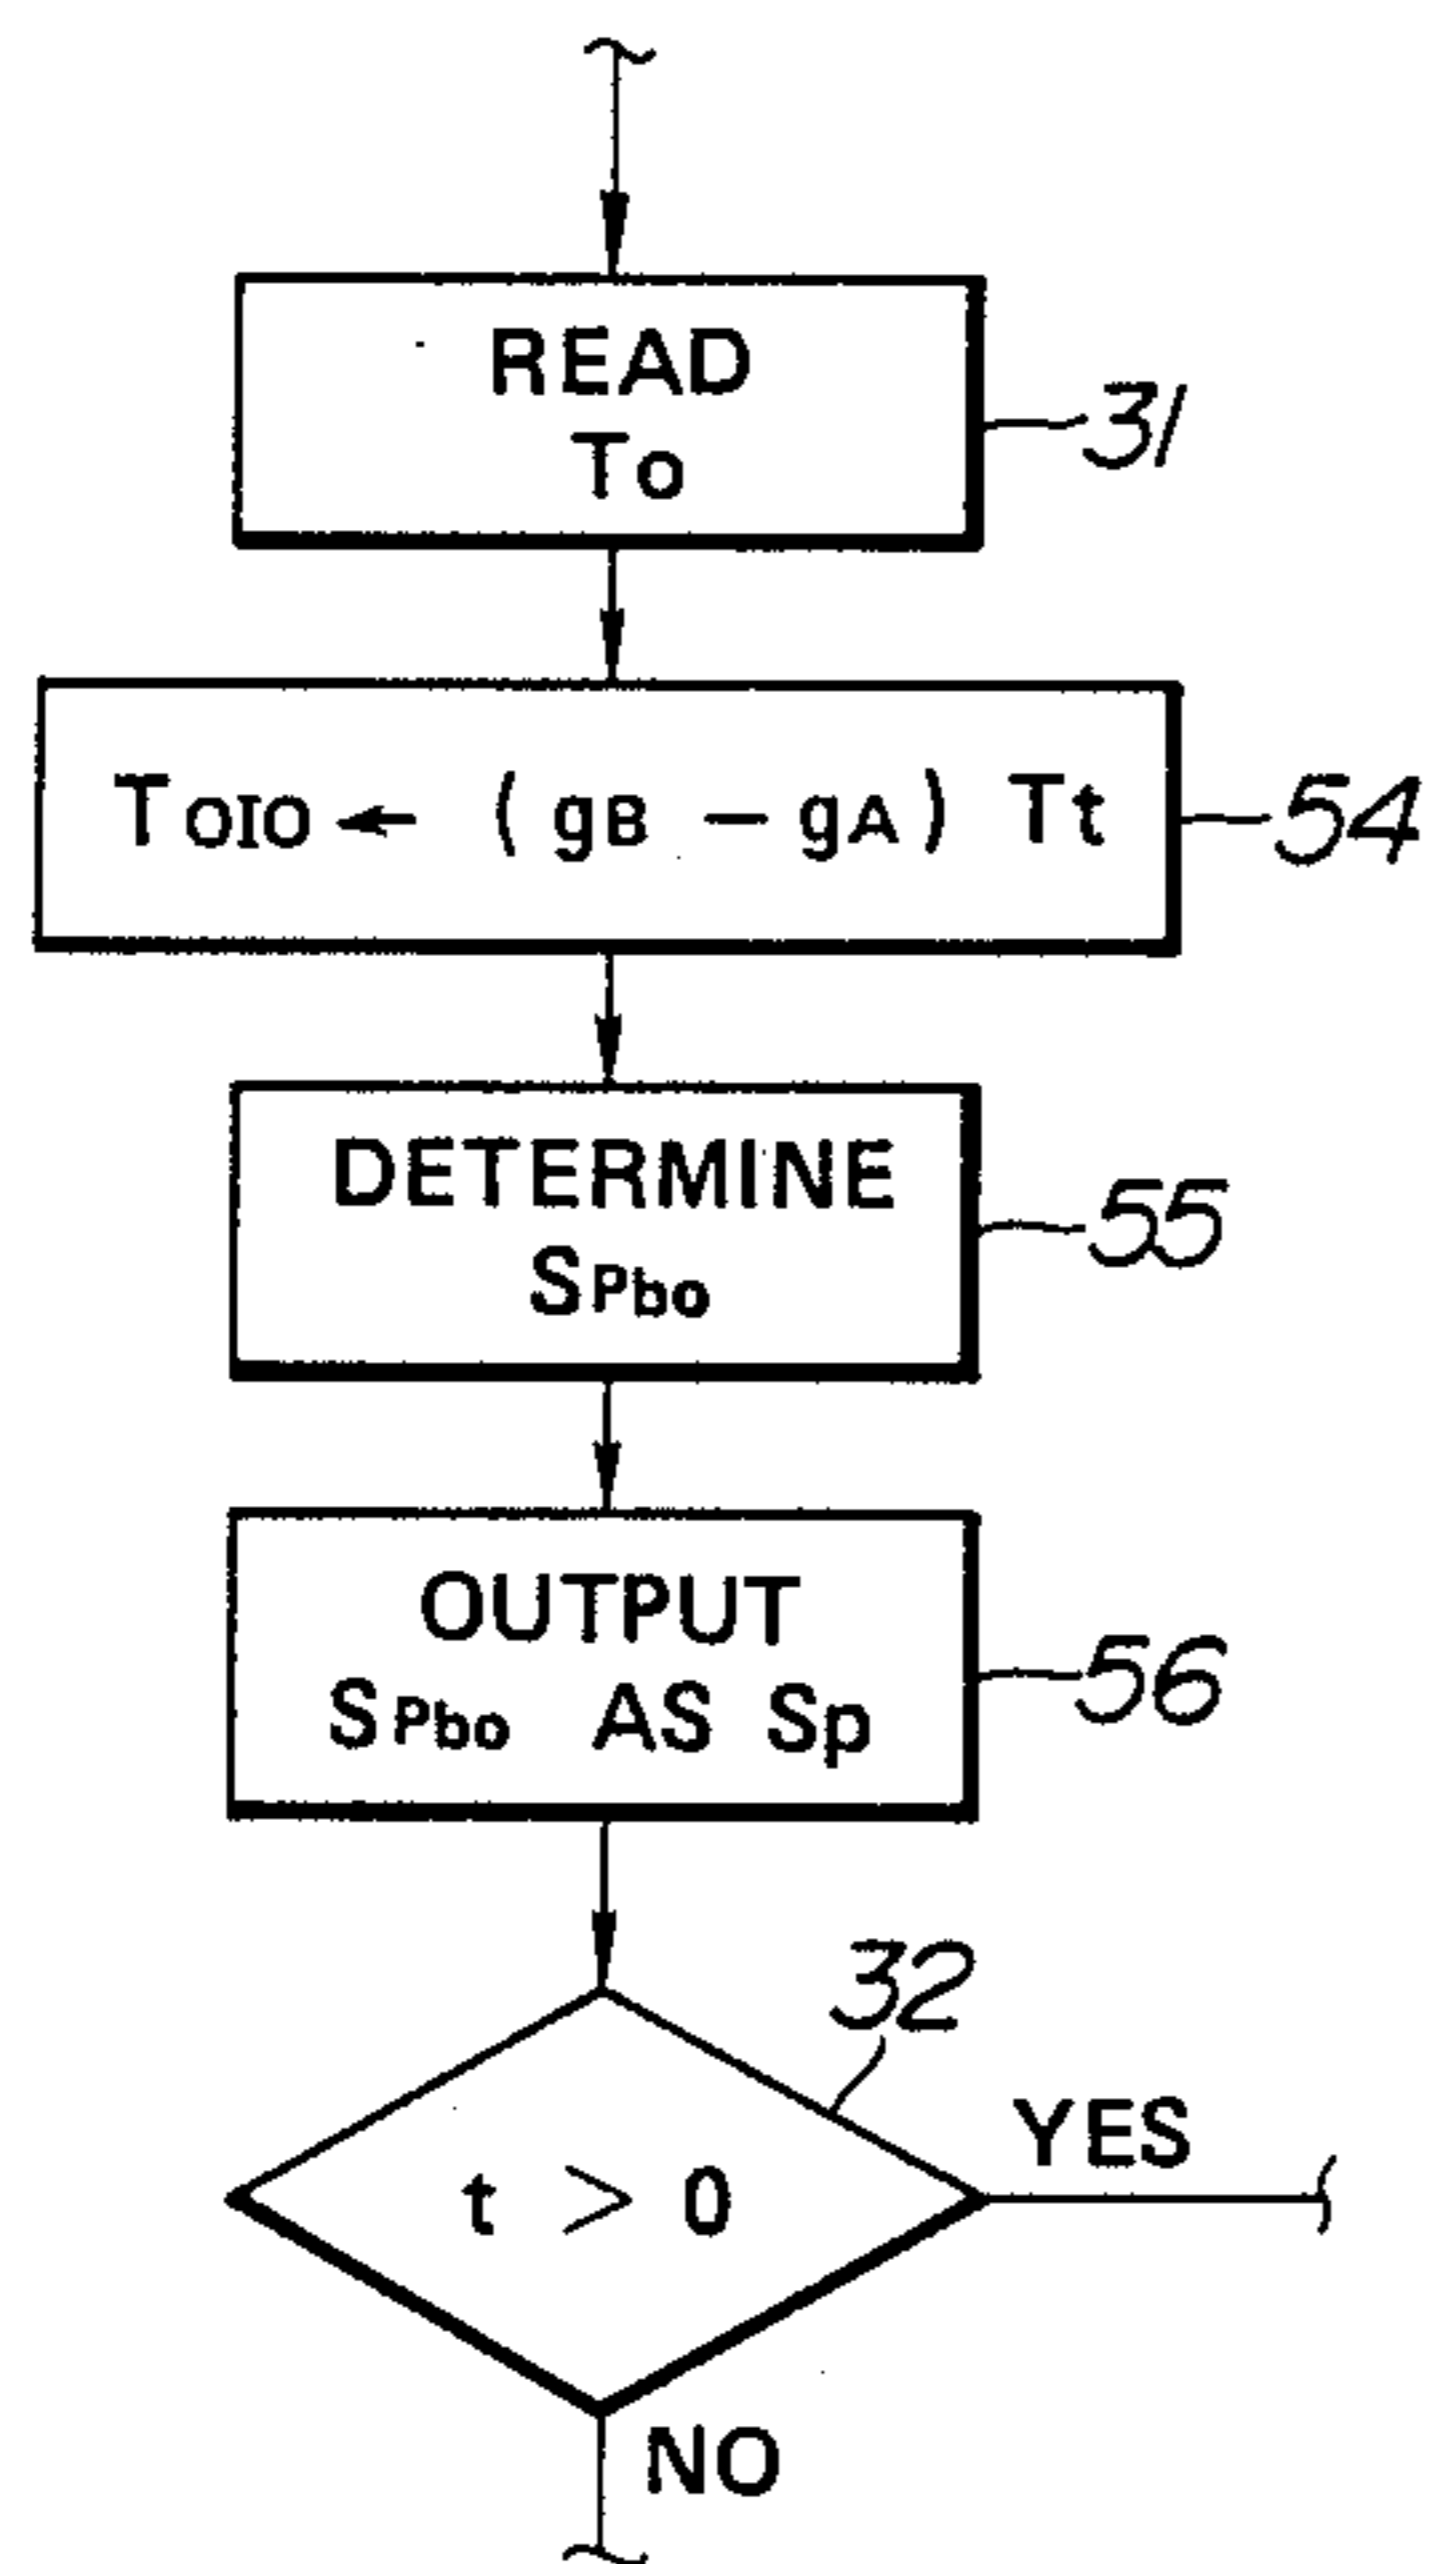 READ
To
31
TOIO ← (gB − gA) Tt
54
DETERMINE
SPbo
55
OUTPUT
SPbo AS Sp
56
32
t > 0
YES
NO